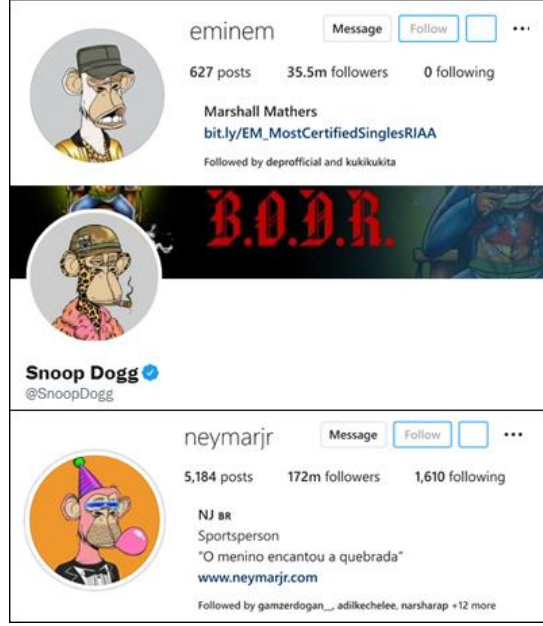 eminem Message Follow
627 posts 35.5m followers 0 following
Marshall Mathers
bit.ly/EM_MostCertifiedSinglesRIAA
Followed by deprofficial and kukikukita
B.O.D.R.
Snoop Dogg
@SnoopDogg
neymarjr Message Follow
5,184 posts 172m followers 1,610 following
NJ BR
Sportsperson
"O menino encantou a quebrada"
www.neymarjr.com
Followed by gamzerdogan__, adilkechelee, narsharap +12 more